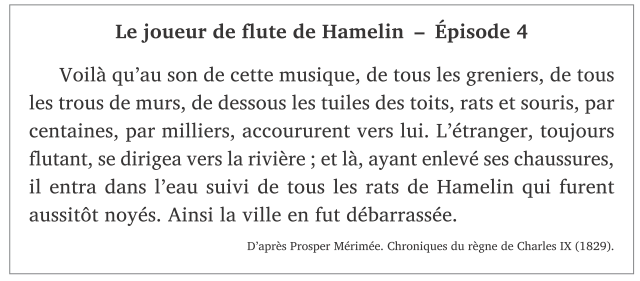 Le joueur de flute de Hamelin – Épisode 4
Voilà qu’au son de cette musique, de tous les greniers, de tous
les trous de murs, de dessous les tuiles des toits, rats et souris, par
centaines, par milliers, accoururent vers lui. L’étranger, toujours
flutant, se dirigea vers la rivière ; et là, ayant enlevé ses chaussures,
il entra dans l’eau suivi de tous les rats de Hamelin qui furent
aussitôt noyés. Ainsi la ville en fut débarrassée.
D’après Prosper Mérimée. Chroniques du règne de Charles IX (1829).